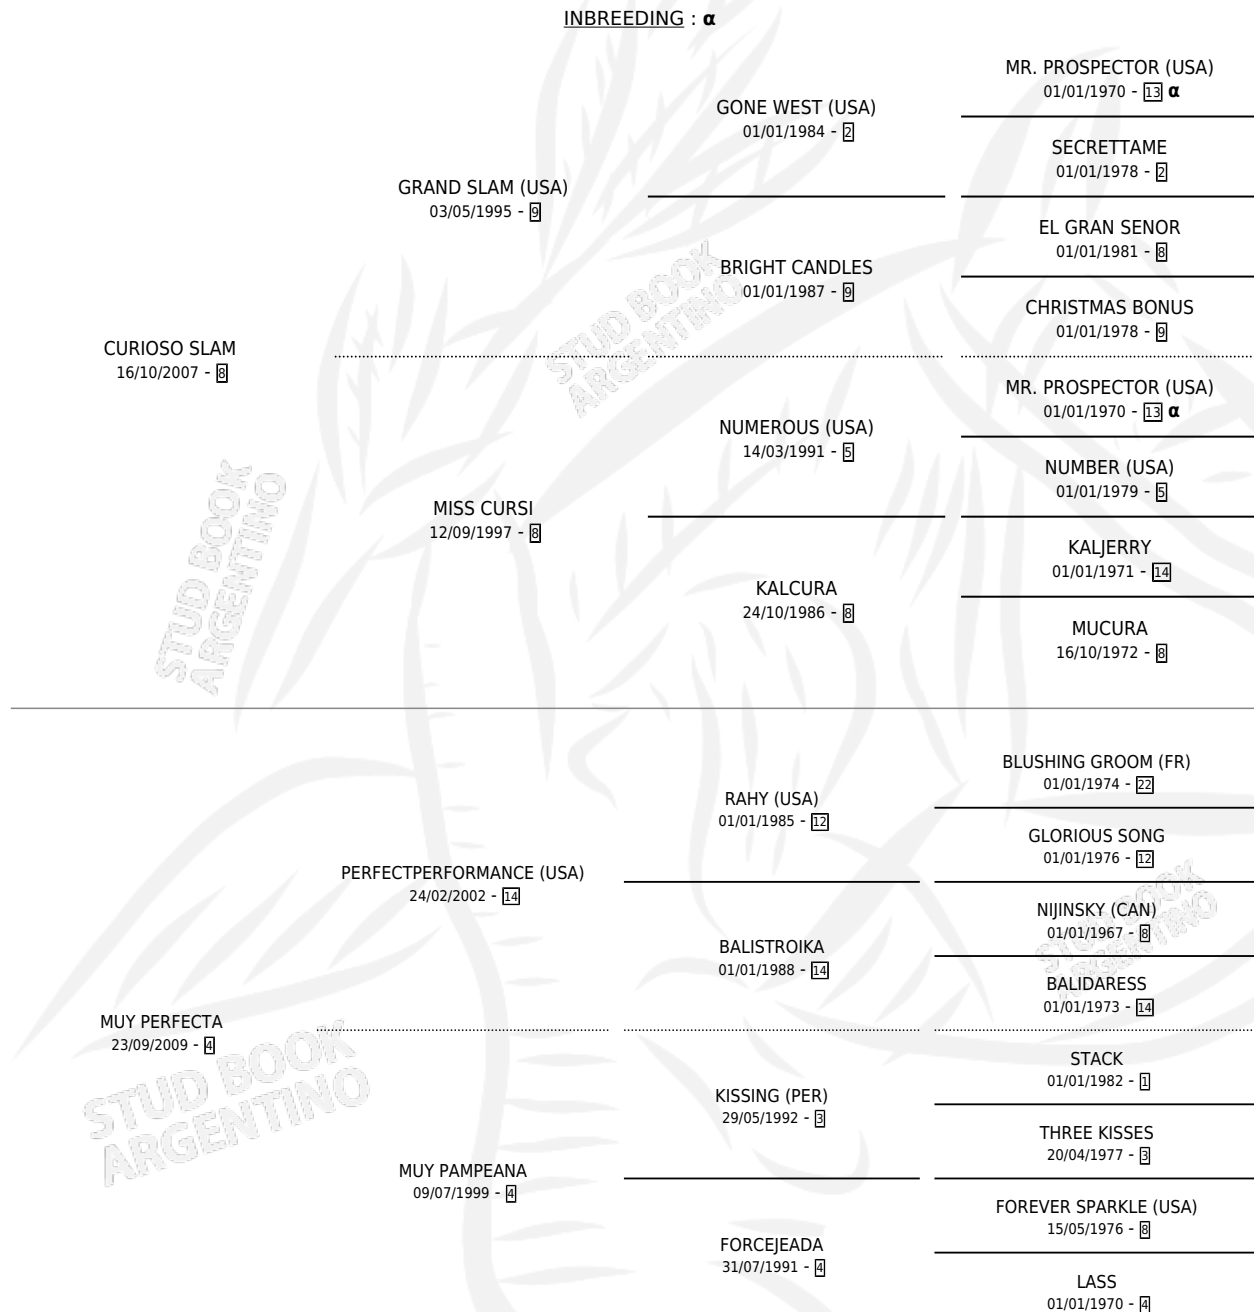 INBREEDING : α
MR. PROSPECTOR (USA)
01/01/1970 - 13 α
GONE WEST (USA)
01/01/1984 - 2
SECRETTAME
01/01/1978 - 2
GRAND SLAM (USA)
03/05/1995 - 9
EL GRAN SENOR
01/01/1981 - 8
BRIGHT CANDLES
01/01/1987 - 9
CHRISTMAS BONUS
01/01/1978 - 9
CURIOSO SLAM
16/10/2007 - 8
MR. PROSPECTOR (USA)
01/01/1970 - 13 α
NUMEROUS (USA)
14/03/1991 - 5
NUMBER (USA)
01/01/1979 - 5
MISS CURSI
12/09/1997 - 8
KALJERRY
01/01/1971 - 14
KALCURA
24/10/1986 - 8
MUCURA
16/10/1972 - 8
BLUSHING GROOM (FR)
01/01/1974 - 22
RAHY (USA)
01/01/1985 - 12
GLORIOUS SONG
01/01/1976 - 12
PERFECTPERFORMANCE (USA)
24/02/2002 - 14
NIJINSKY (CAN)
01/01/1967 - 8
BALISTROIKA
01/01/1988 - 14
BALIDARESS
01/01/1973 - 14
MUY PERFECTA
23/09/2009 - 4
STACK
01/01/1982 - 1
KISSING (PER)
29/05/1992 - 3
THREE KISSES
20/04/1977 - 3
MUY PAMPEANA
09/07/1999 - 4
FOREVER SPARKLE (USA)
15/05/1976 - 8
FORCEJEADA
31/07/1991 - 4
LASS
01/01/1970 - 4
STUD BOOK
ARGENTINO
STUD BOOK
ARGENTINO
STUD BOOK
ARGENTINO
STUD BOOK
ARGENTINO